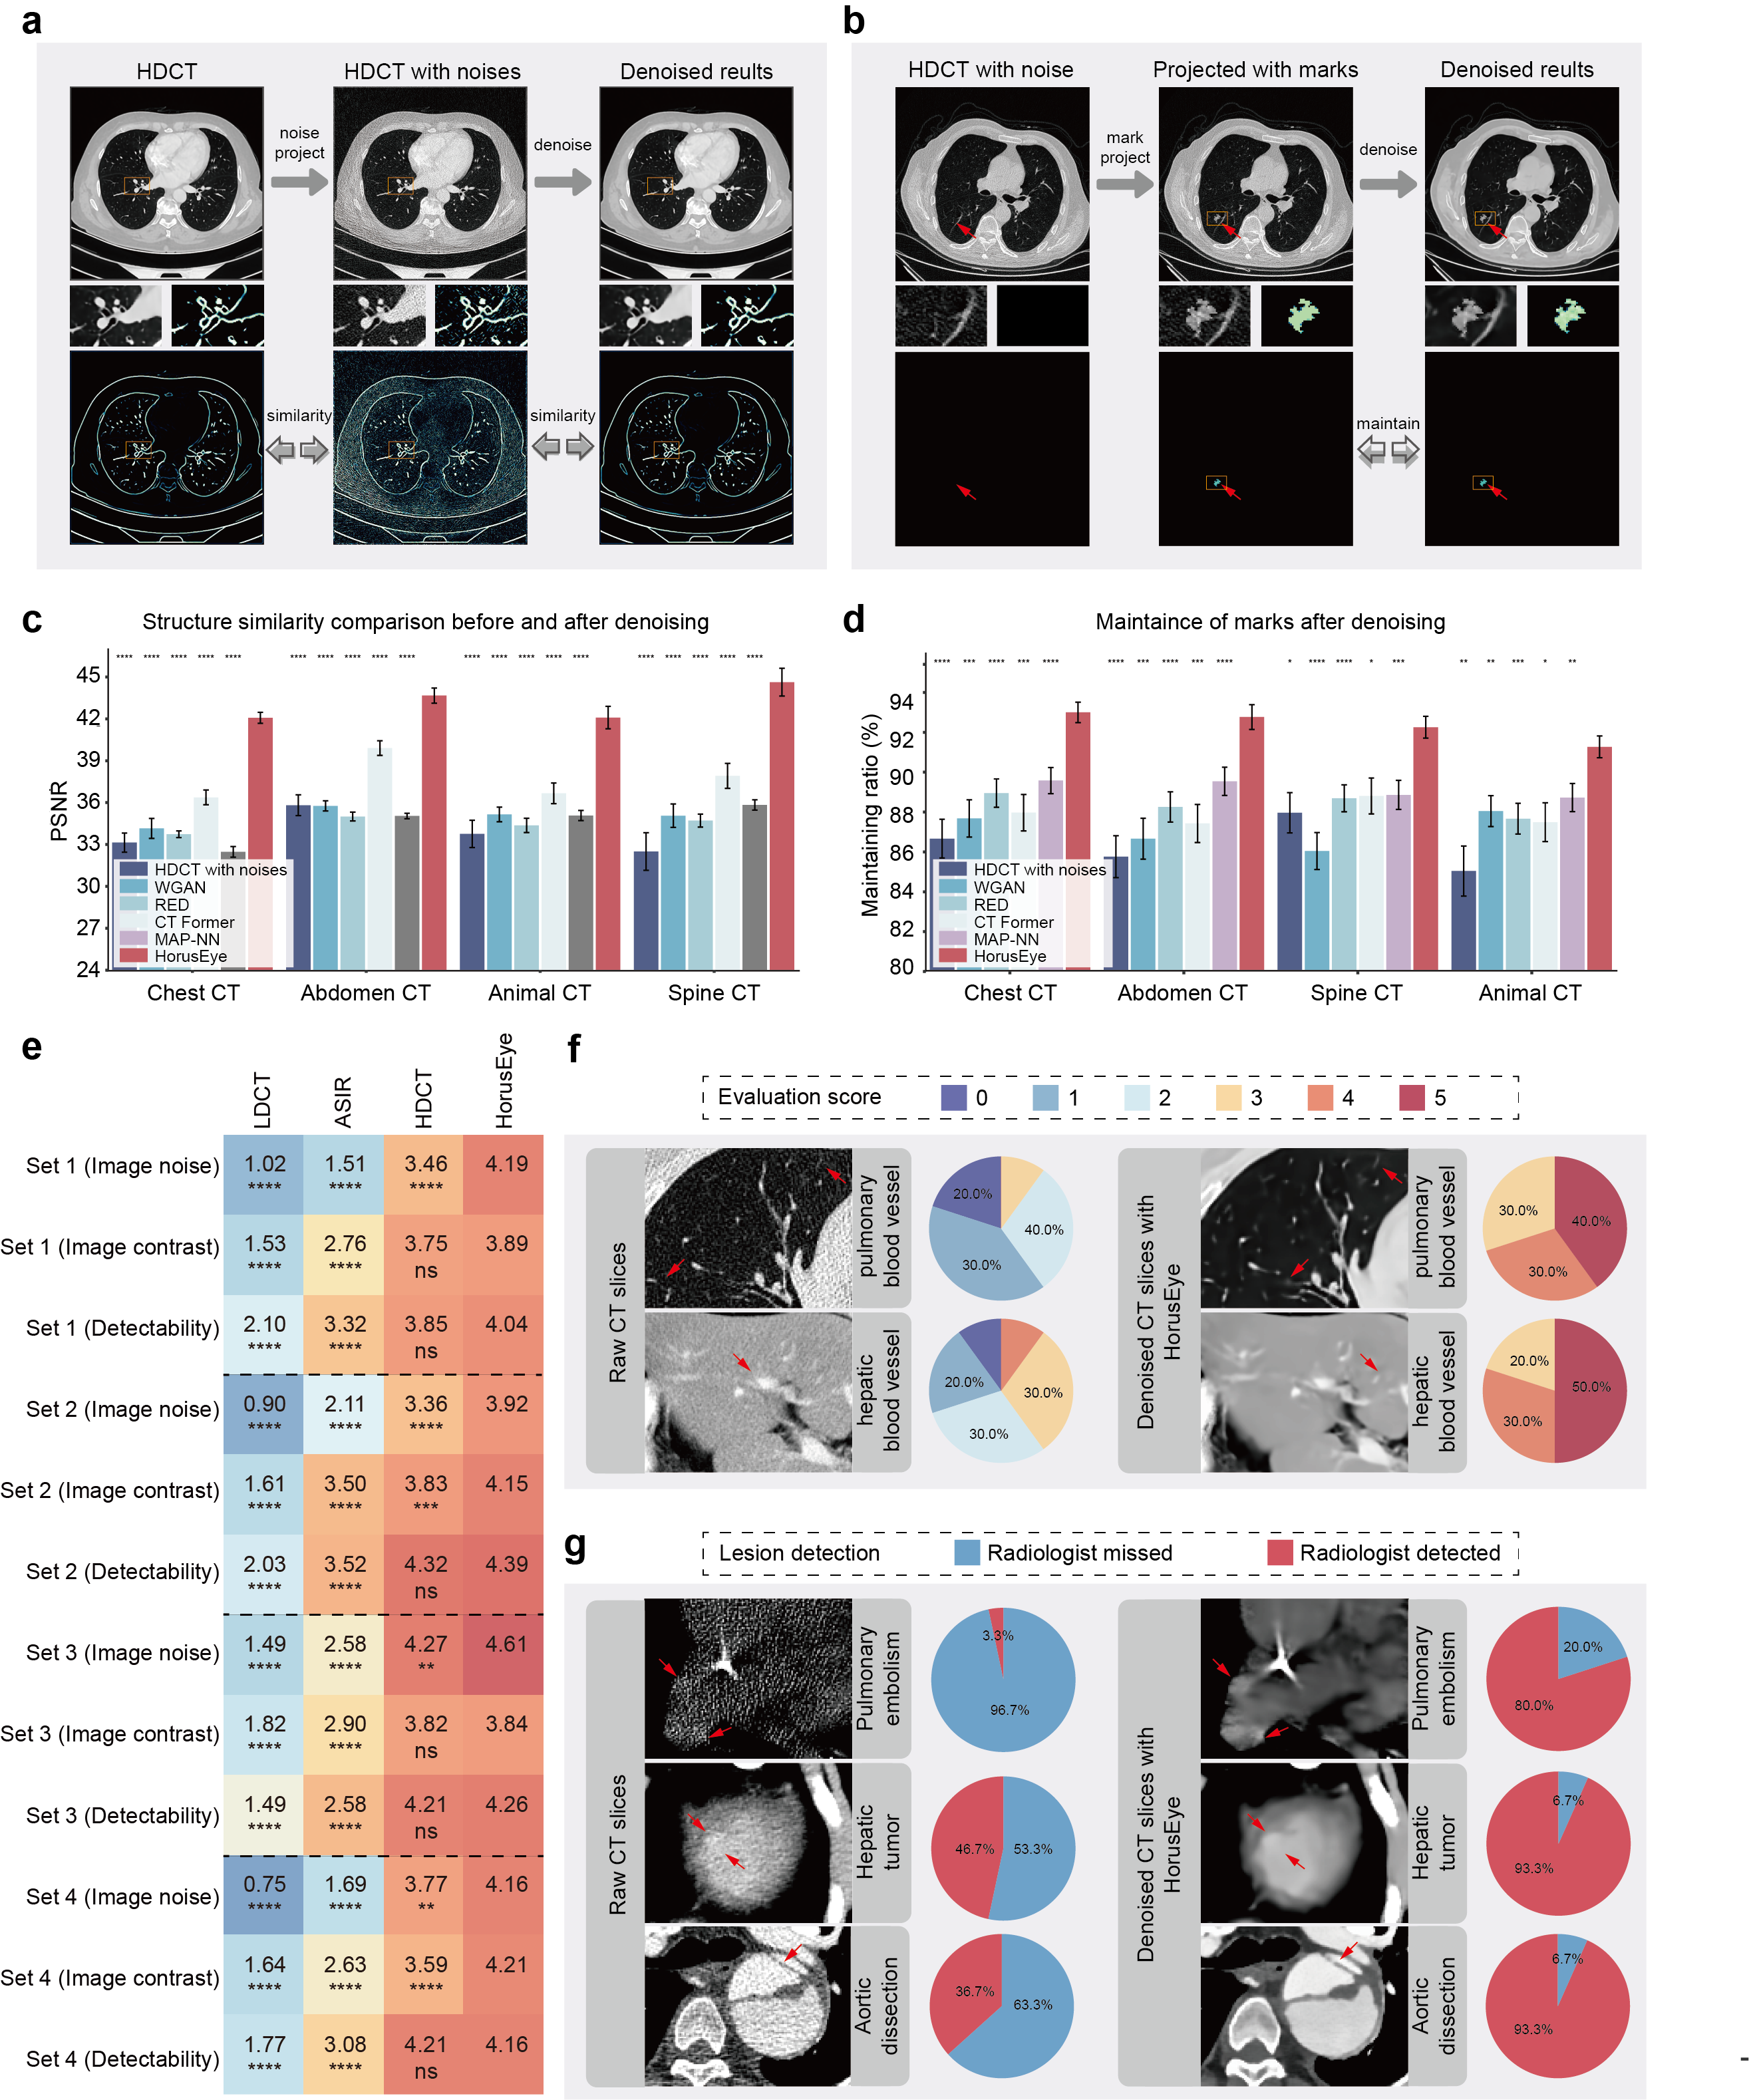 a
HDCT
HDCT with noises
Denoised reults
noise
project
denoise
similarity
similarity
b
HDCT with noise
Projected with marks
Denoised reults
mark
project
denoise
maintain
c
Structure similarity comparison before and after denoising
**** **** **** **** **** **** **** **** **** **** **** **** **** **** **** **** **** **** **** ****
PSNR
45
42
39
36
33
30
27
24
HDCT with noises
WGAN
RED
CT Former
MAP-NN
HorusEye
Chest CT
Abdomen CT
Animal CT
Spine CT
d
Maintaince of marks after denoising
**** *** **** *** **** **** *** **** *** **** * **** **** * *** ** ** *** * **
Maintaining ratio (%)
94
92
90
88
86
84
82
80
HDCT with noises
WGAN
RED
CT Former
MAP-NN
HorusEye
Chest CT
Abdomen CT
Spine CT
Animal CT
e
LDCT
ASIR
HDCT
HorusEye
Set 1 (Image noise) 1.02 1.51 3.46 4.19
**** **** ****
Set 1 (Image contrast) 1.53 2.76 3.75 3.89
**** **** ns
Set 1 (Detectability) 2.10 3.32 3.85 4.04
**** **** ns
Set 2 (Image noise) 0.90 2.11 3.36 3.92
**** **** ****
Set 2 (Image contrast) 1.61 3.50 3.83 4.15
**** **** ***
Set 2 (Detectability) 2.03 3.52 4.32 4.39
**** **** ns
Set 3 (Image noise) 1.49 2.58 4.27 4.61
**** **** **
Set 3 (Image contrast) 1.82 2.90 3.82 3.84
**** **** ns
Set 3 (Detectability) 1.49 2.58 4.21 4.26
**** **** ns
Set 4 (Image noise) 0.75 1.69 3.77 4.16
**** **** **
Set 4 (Image contrast) 1.64 2.63 3.59 4.21
**** **** ****
Set 4 (Detectability) 1.77 3.08 4.21 4.16
**** **** ns
f
Evaluation score 0 1 2 3 4 5
Raw CT slices
pulmonary
blood vessel
20.0%
40.0%
30.0%
hepatic
blood vessel
20.0%
30.0%
30.0%
Denoised CT slices with
HorusEye
pulmonary
blood vessel
30.0%
40.0%
30.0%
hepatic
blood vessel
20.0%
50.0%
30.0%
g
Lesion detection Radiologist missed Radiologist detected
Raw CT slices
Pulmonary
embolism
3.3%
96.7%
Hepatic
tumor
46.7%
53.3%
Aortic
dissection
36.7%
63.3%
Denoised CT slices with
HorusEye
Pulmonary
embolism
20.0%
80.0%
Hepatic
tumor
6.7%
93.3%
Aortic
dissection
6.7%
93.3%
-